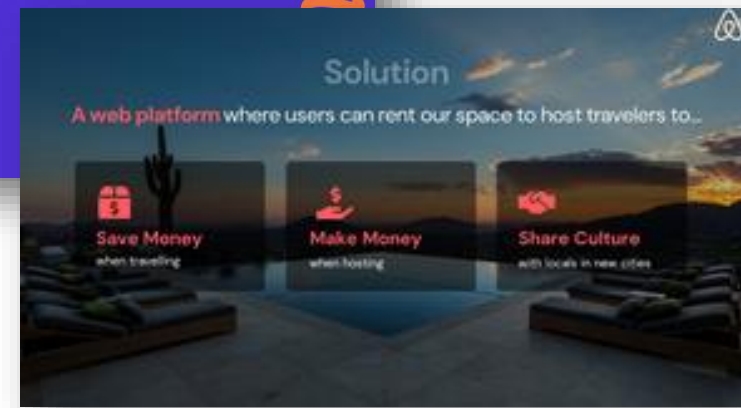 Solution
A web platform where users can rent our space to host travelers to...
$
Save Money
when travelling
$
Make Money
when hosting
Share Culture
with locals in new cities